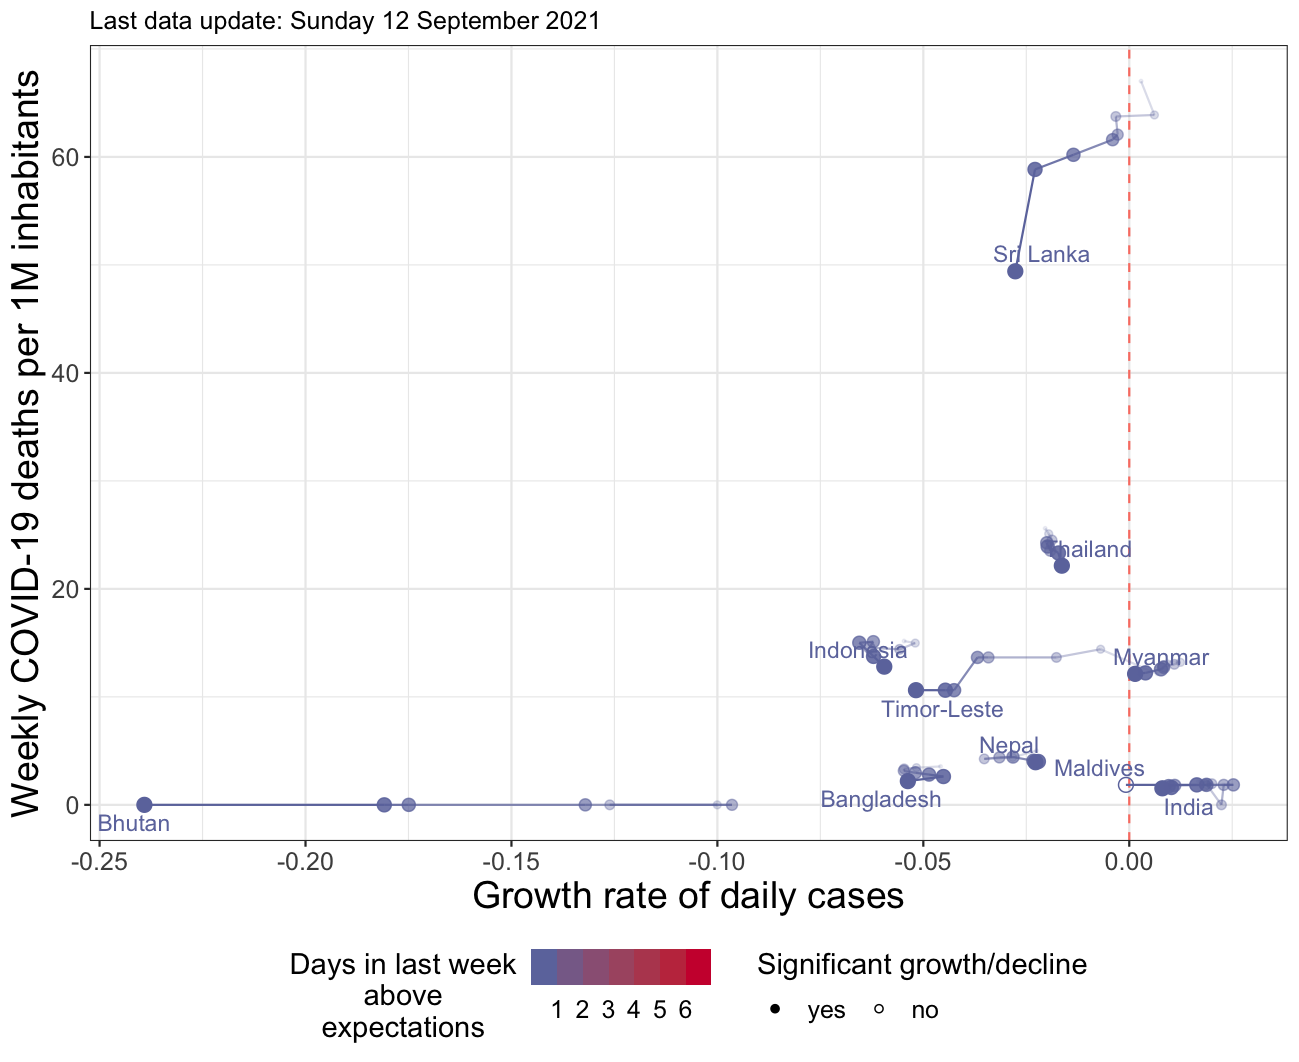 Last data update: Sunday 12 September 2021
Weekly COVID-19 deaths per 1M inhabitants
60
40
20
0
Sri Lanka
Thailand
Indonesia
Myanmar
Timor-Leste
Nepal
Maldives
Bangladesh
India
Bhutan
-0.25
-0.20
-0.15
-0.10
-0.05
0.00
Growth rate of daily cases
Days in last week
above
expectations
1 2 3 4 5 6
Significant growth/decline
yes
no